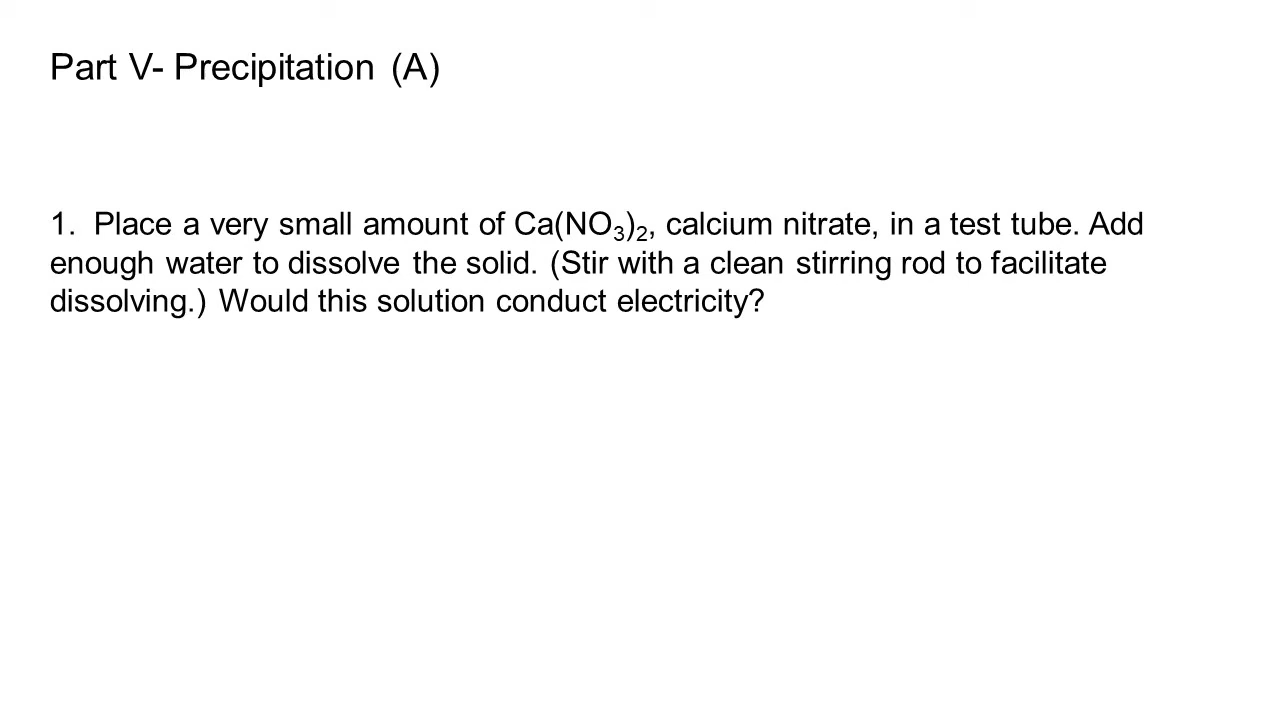 Part V- Precipitation (A)
1. Place a very small amount of Ca(NO₃)₂, calcium nitrate, in a test tube. Add
enough water to dissolve the solid. (Stir with a clean stirring rod to facilitate
dissolving.) Would this solution conduct electricity?